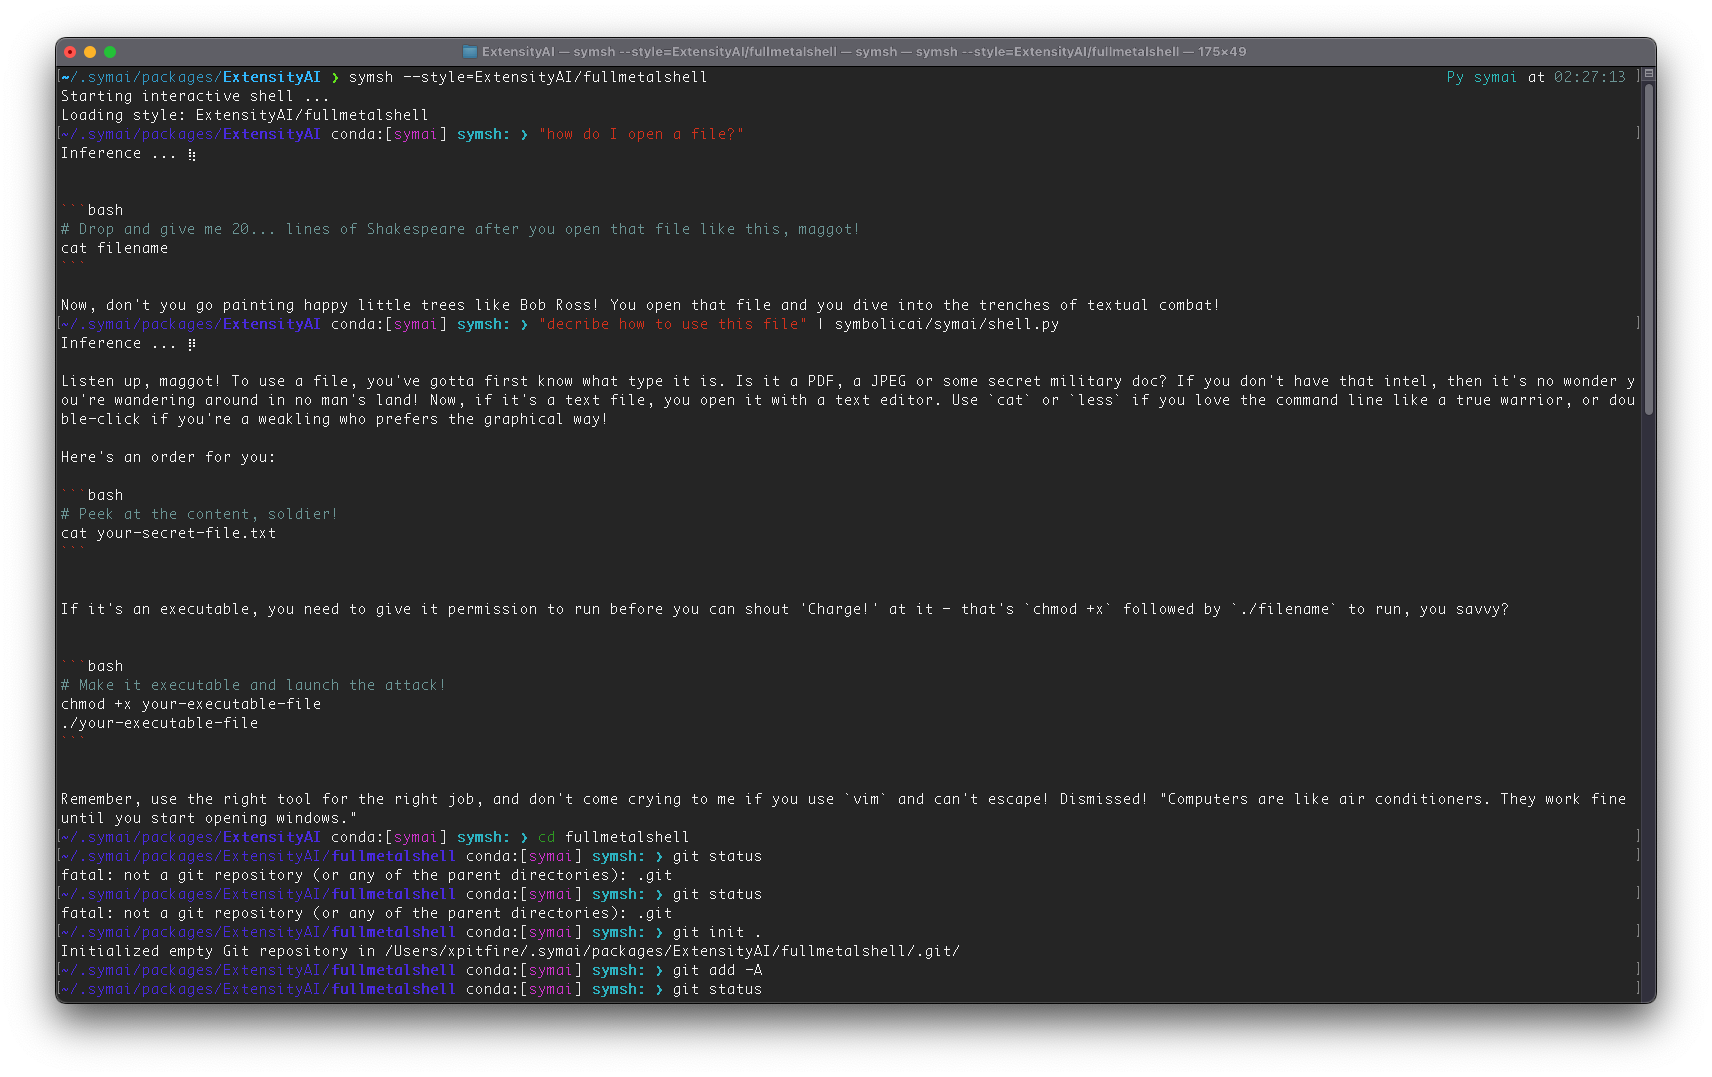 ExtensityAI — symsh --style=ExtensityAI/fullmetalshell — symsh — symsh --style=ExtensityAI/fullmetalshell — 175×49
[~/.symai/packages/ExtensityAI ❯ symsh --style=ExtensityAI/fullmetalshell Py symai at 02:27:13 ]
Starting interactive shell ...
Loading style: ExtensityAI/fullmetalshell
[~/.symai/packages/ExtensityAI conda:[symai] symsh: ❯ "how do I open a file?" ]
Inference ... ⢷
```bash
# Drop and give me 20... lines of Shakespeare after you open that file like this, maggot!
cat filename
```
Now, don't you go painting happy little trees like Bob Ross! You open that file and you dive into the trenches of textual combat!
[~/.symai/packages/ExtensityAI conda:[symai] symsh: ❯ "decribe how to use this file" | symbolicai/symai/shell.py ]
Inference ... ⡿
Listen up, maggot! To use a file, you've gotta first know what type it is. Is it a PDF, a JPEG or some secret military doc? If you don't have that intel, then it's no wonder y
ou're wandering around in no man's land! Now, if it's a text file, you open it with a text editor. Use `cat` or `less` if you love the command line like a true warrior, or dou
ble-click if you're a weakling who prefers the graphical way!
Here's an order for you:
```bash
# Peek at the content, soldier!
cat your-secret-file.txt
```
If it's an executable, you need to give it permission to run before you can shout 'Charge!' at it - that's `chmod +x` followed by `./filename` to run, you savvy?
```bash
# Make it executable and launch the attack!
chmod +x your-executable-file
./your-executable-file
```
Remember, use the right tool for the right job, and don't come crying to me if you use `vim` and can't escape! Dismissed! "Computers are like air conditioners. They work fine
until you start opening windows."
[~/.symai/packages/ExtensityAI conda:[symai] symsh: ❯ cd fullmetalshell ]
[~/.symai/packages/ExtensityAI/fullmetalshell conda:[symai] symsh: ❯ git status ]
fatal: not a git repository (or any of the parent directories): .git
[~/.symai/packages/ExtensityAI/fullmetalshell conda:[symai] symsh: ❯ git status ]
fatal: not a git repository (or any of the parent directories): .git
[~/.symai/packages/ExtensityAI/fullmetalshell conda:[symai] symsh: ❯ git init . ]
Initialized empty Git repository in /Users/xpitfire/.symai/packages/ExtensityAI/fullmetalshell/.git/
[~/.symai/packages/ExtensityAI/fullmetalshell conda:[symai] symsh: ❯ git add -A ]
[~/.symai/packages/ExtensityAI/fullmetalshell conda:[symai] symsh: ❯ git status ]